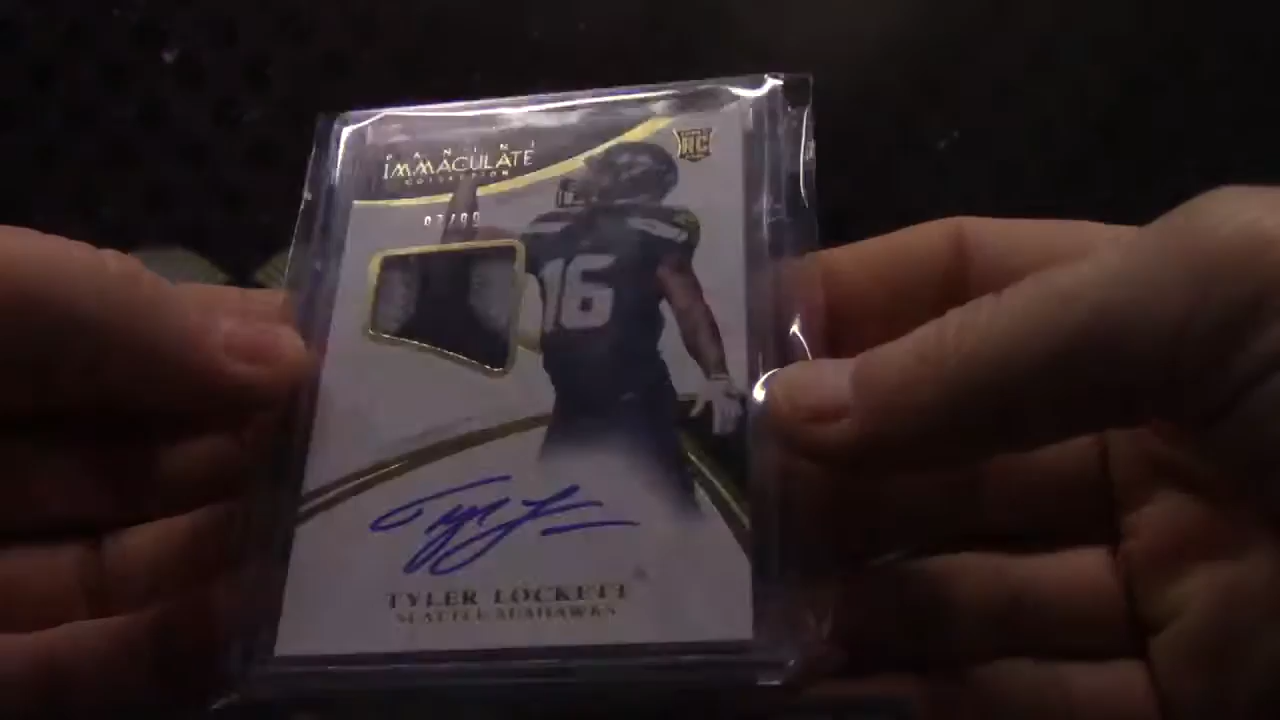 PANINI
IMMACULATE
COLLECTION
RC
16
TYLER LOCKETT
SEATTLE SEAHAWKS